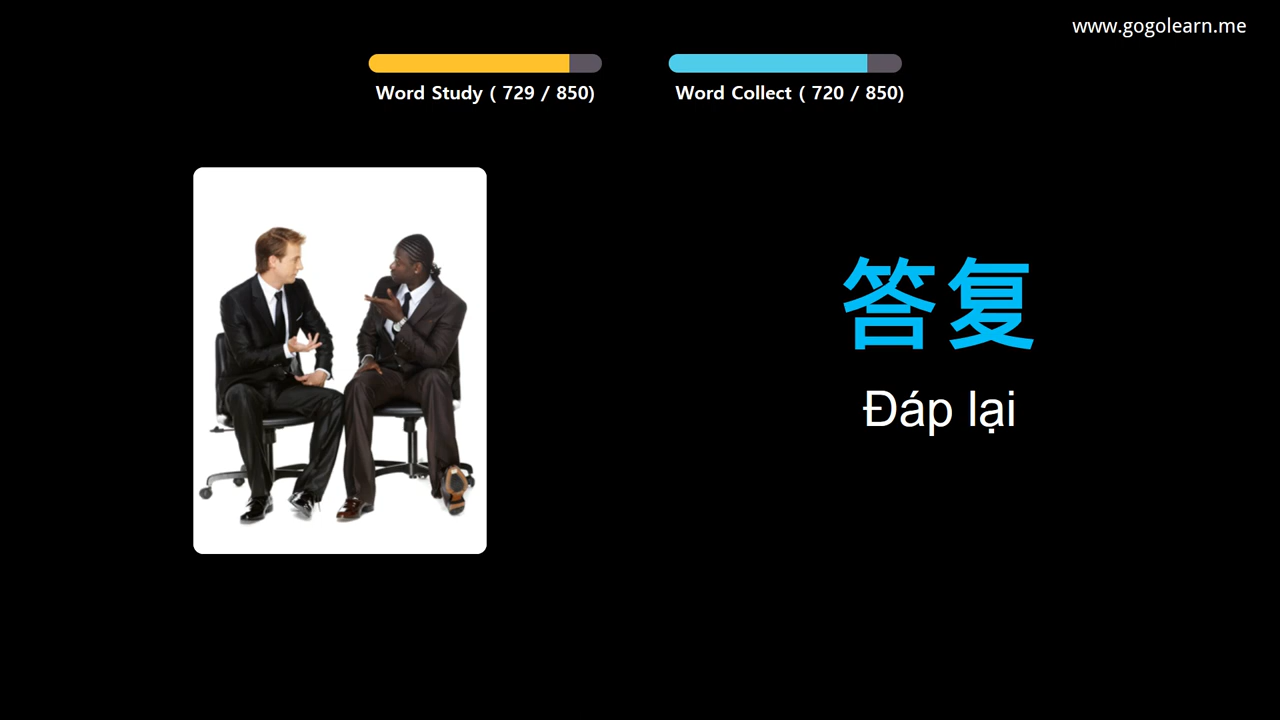 www.gogolearn.me
Word Study ( 729 / 850)
Word Collect ( 720 / 850)
答复
Đáp lại